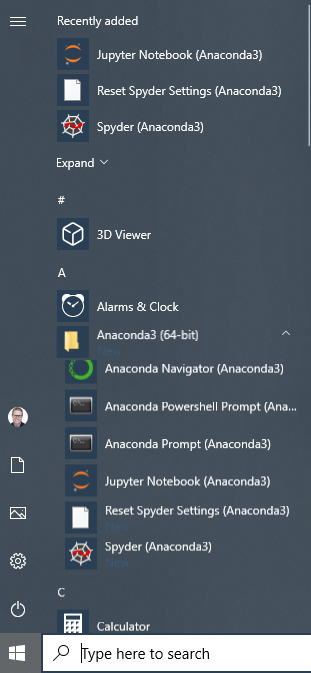 Recently added
Jupyter Notebook (Anaconda3)
Reset Spyder Settings (Anaconda3)
Spyder (Anaconda3)
Expand
#
3D Viewer
A
Alarms & Clock
Anaconda3 (64-bit)
New
Anaconda Navigator (Anaconda3)
Anaconda Powershell Prompt (Ana...
Anaconda Prompt (Anaconda3)
Jupyter Notebook (Anaconda3)
Reset Spyder Settings (Anaconda3)
New
Spyder (Anaconda3)
New
C
Calculator
Type here to search